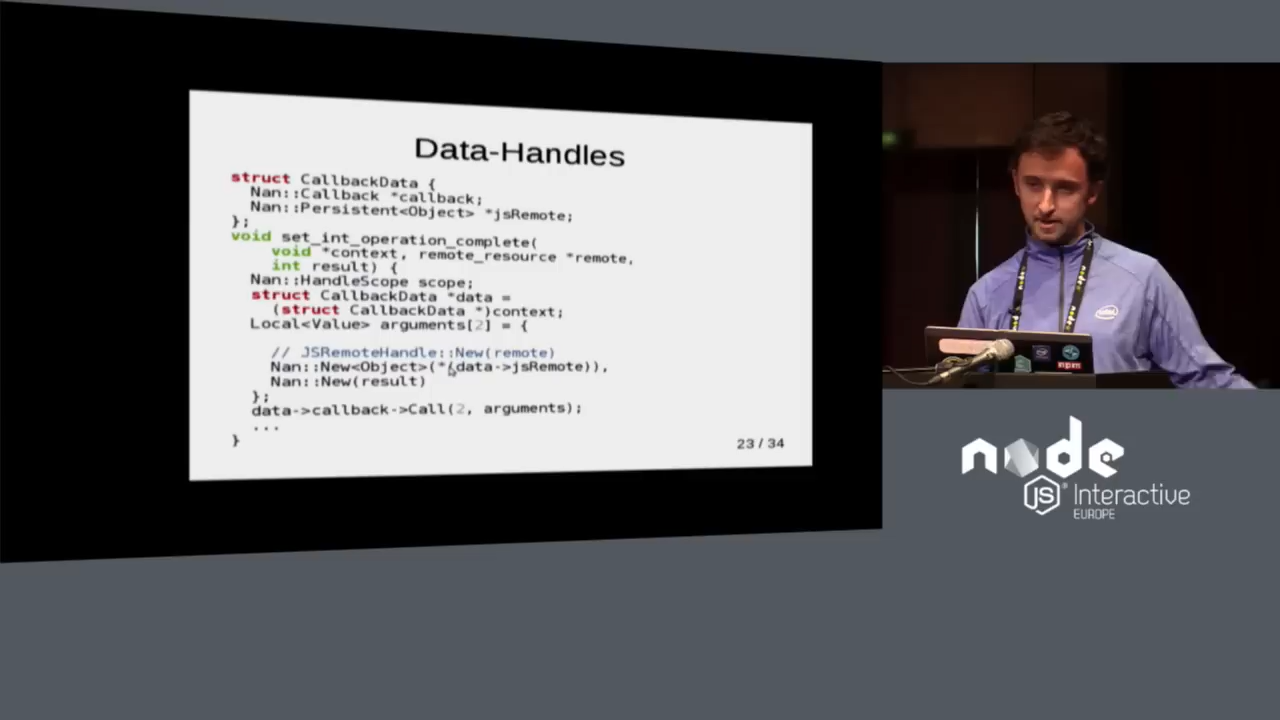 Data-Handles
struct CallbackData {
Nan::Callback *callback;
Nan::Persistent<Object> *jsRemote;
};
void set_int_operation_complete(
void *context, remote_resource *remote,
int result) {
Nan::HandleScope scope;
struct CallbackData *data =
(struct CallbackData *)context;
Local<Value> arguments[2] = {
// JSRemoteHandle::New(remote)
Nan::New<Object>(*(data->jsRemote)),
Nan::New(result)
};
data->callback->Call(2, arguments);
...
}
23 / 34
intel
npm
node
JS Interactive
EUROPE